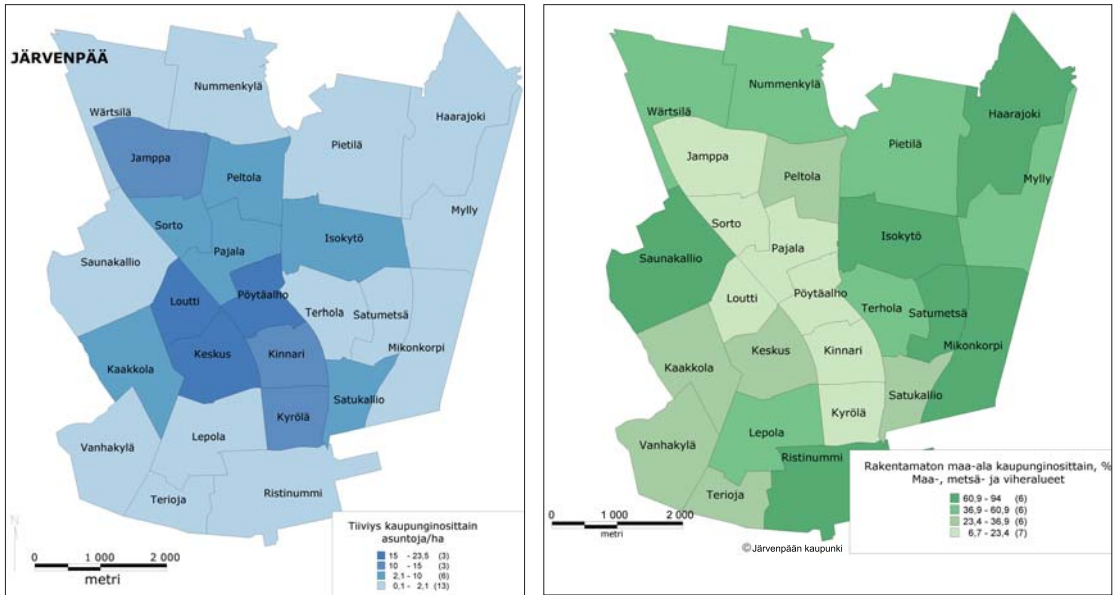 JÄRVENPÄÄ
Nummenkylä
Wärtsilä
Haarajoki
Pietilä
Jamppa
Peltola
Mylly
Sorto
Isokytö
Pajala
Saunakallio
Loutti
Pöytäalho
Terhola
Satumetsä
Mikonkorpi
Keskus
Kinnari
Kaakkola
Satukallio
Kyrölä
Lepola
Vanhakylä
Terioja
Ristinummi
N
0 1 000 2 000
metri
Tiiviys kaupunginosittain
asuntoja/ha
15 - 23,5 (3)
10 - 15 (3)
2,1 - 10 (6)
0,1 - 2,1 (13)
Nummenkylä
Wärtsilä
Haarajoki
Pietilä
Jamppa
Peltola
Mylly
Sorto
Isokytö
Pajala
Saunakallio
Pöytäalho
Loutti
Terhola
Satumetsä
Mikonkorpi
Keskus
Kinnari
Kaakkola
Satukallio
Kyrölä
Lepola
Vanhakylä
Ristinummi
Terioja
0 1 000 2 000
metri
©Järvenpään kaupunki
Rakentamaton maa-ala kaupunginosittain, %
Maa-, metsä- ja viheralueet
60,9 - 94 (6)
36,9 - 60,9 (6)
23,4 - 36,9 (6)
6,7 - 23,4 (7)